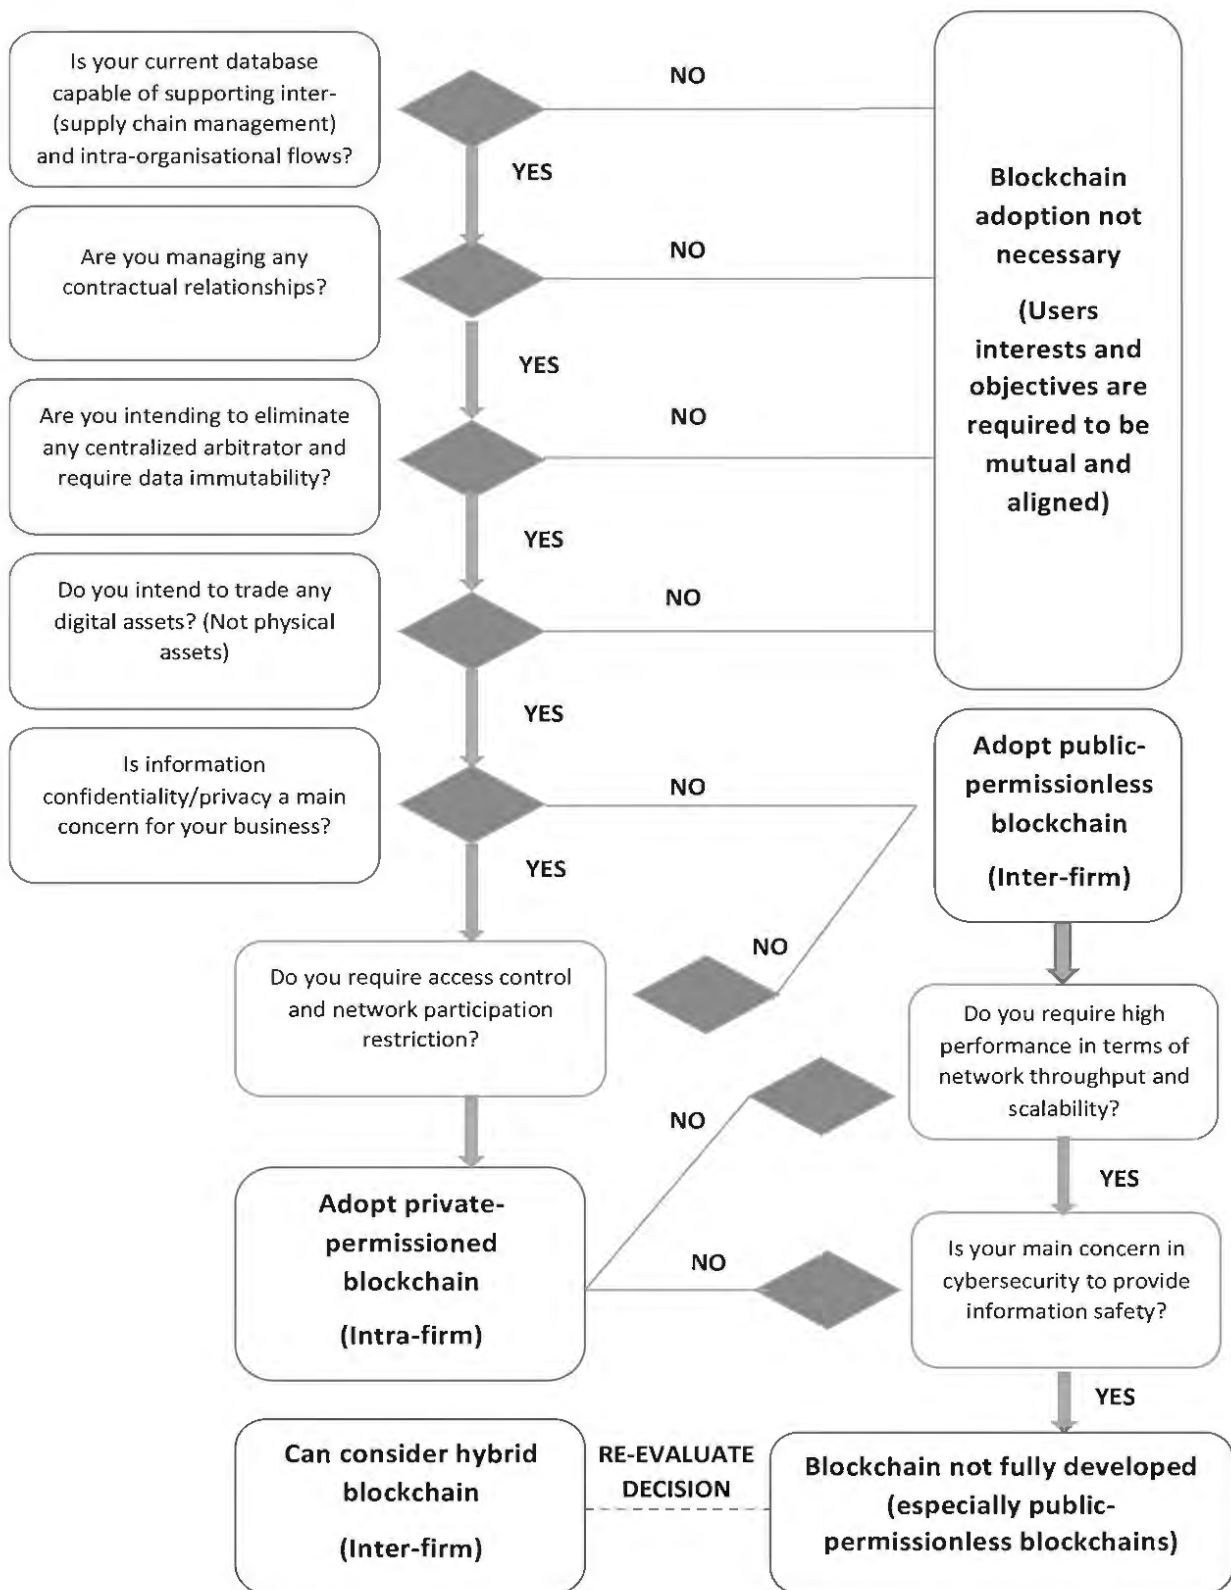 Is your current database
capable of supporting inter-
(supply chain management)
and intra-organisational flows?
NO
YES
Are you managing any
contractual relationships?
NO
YES
Are you intending to eliminate
any centralized arbitrator and
require data immutability?
NO
YES
Do you intend to trade any
digital assets? (Not physical
assets)
NO
YES
Blockchain
adoption not
necessary
(Users
interests and
objectives are
required to be
mutual and
aligned)
Is information
confidentiality/privacy a main
concern for your business?
NO
YES
Adopt public-
permissionless
blockchain
(Inter-firm)
Do you require access control
and network participation
restriction?
NO
Do you require high
performance in terms of
network throughput and
scalability?
NO
YES
Adopt private-
permissioned
blockchain
(Intra-firm)
NO
Is your main concern in
cybersecurity to provide
information safety?
YES
Can consider hybrid
blockchain
(Inter-firm)
RE-EVALUATE
DECISION
Blockchain not fully developed
(especially public-
permissionless blockchains)